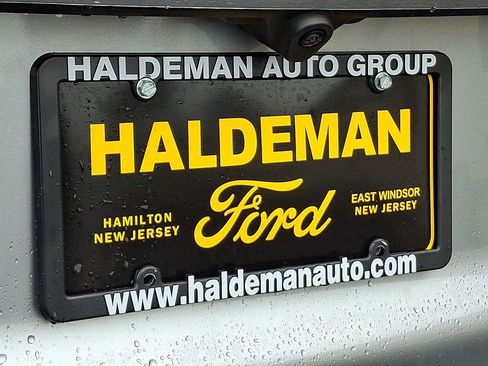 HALDEMAN AUTO GROUP
HALDEMAN
Ford
HAMILTON
NEW JERSEY
EAST WINDSOR
NEW JERSEY
www.haldemanauto.com